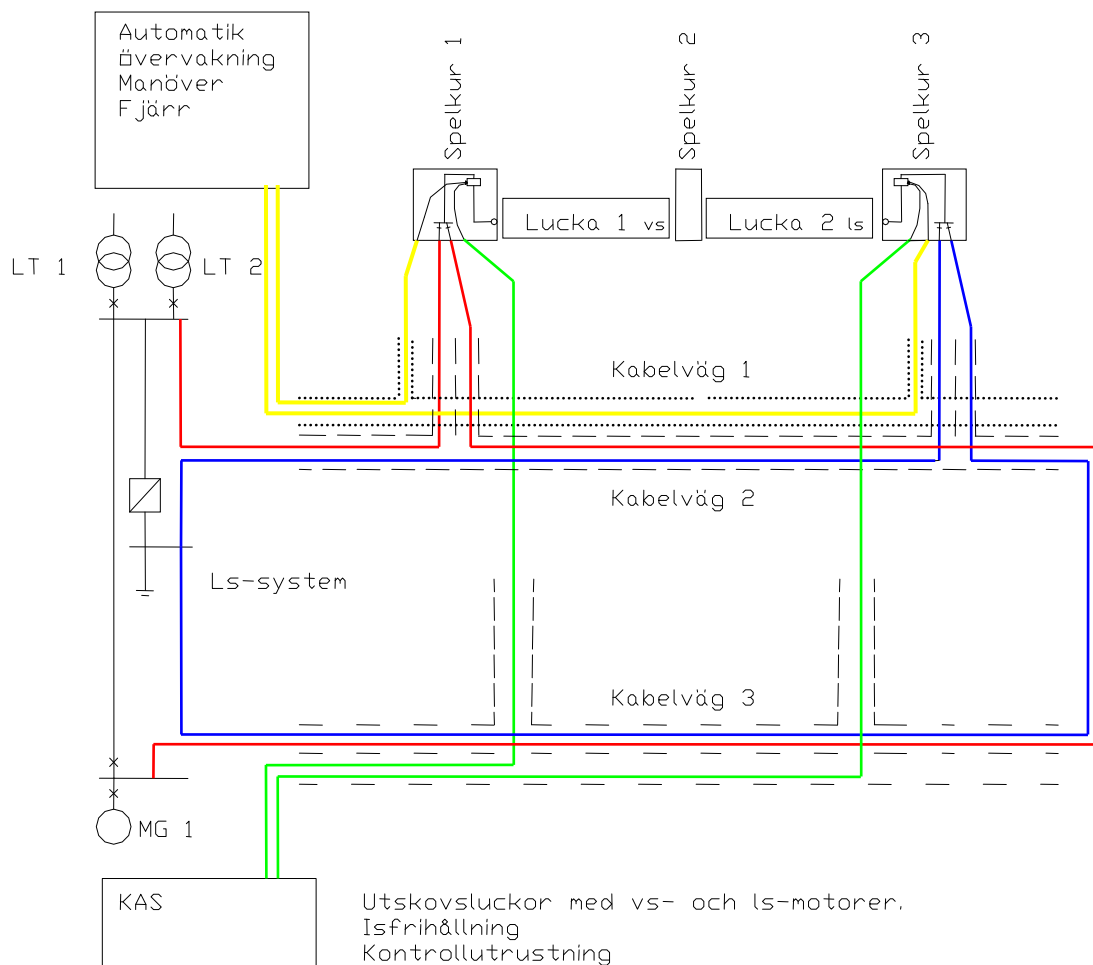 Automatik
övervakning
Manöver
Fjärr
Spelkur 1
Spelkur 2
Spelkur 3
Lucka 1 vs
Lucka 2 ls
LT 1
LT 2
Kabelväg 1
Kabelväg 2
Ls-system
Kabelväg 3
MG 1
KAS
Utskovsluckor med vs- och ls-motorer.
Isfrihållning
Kontrollutrustning